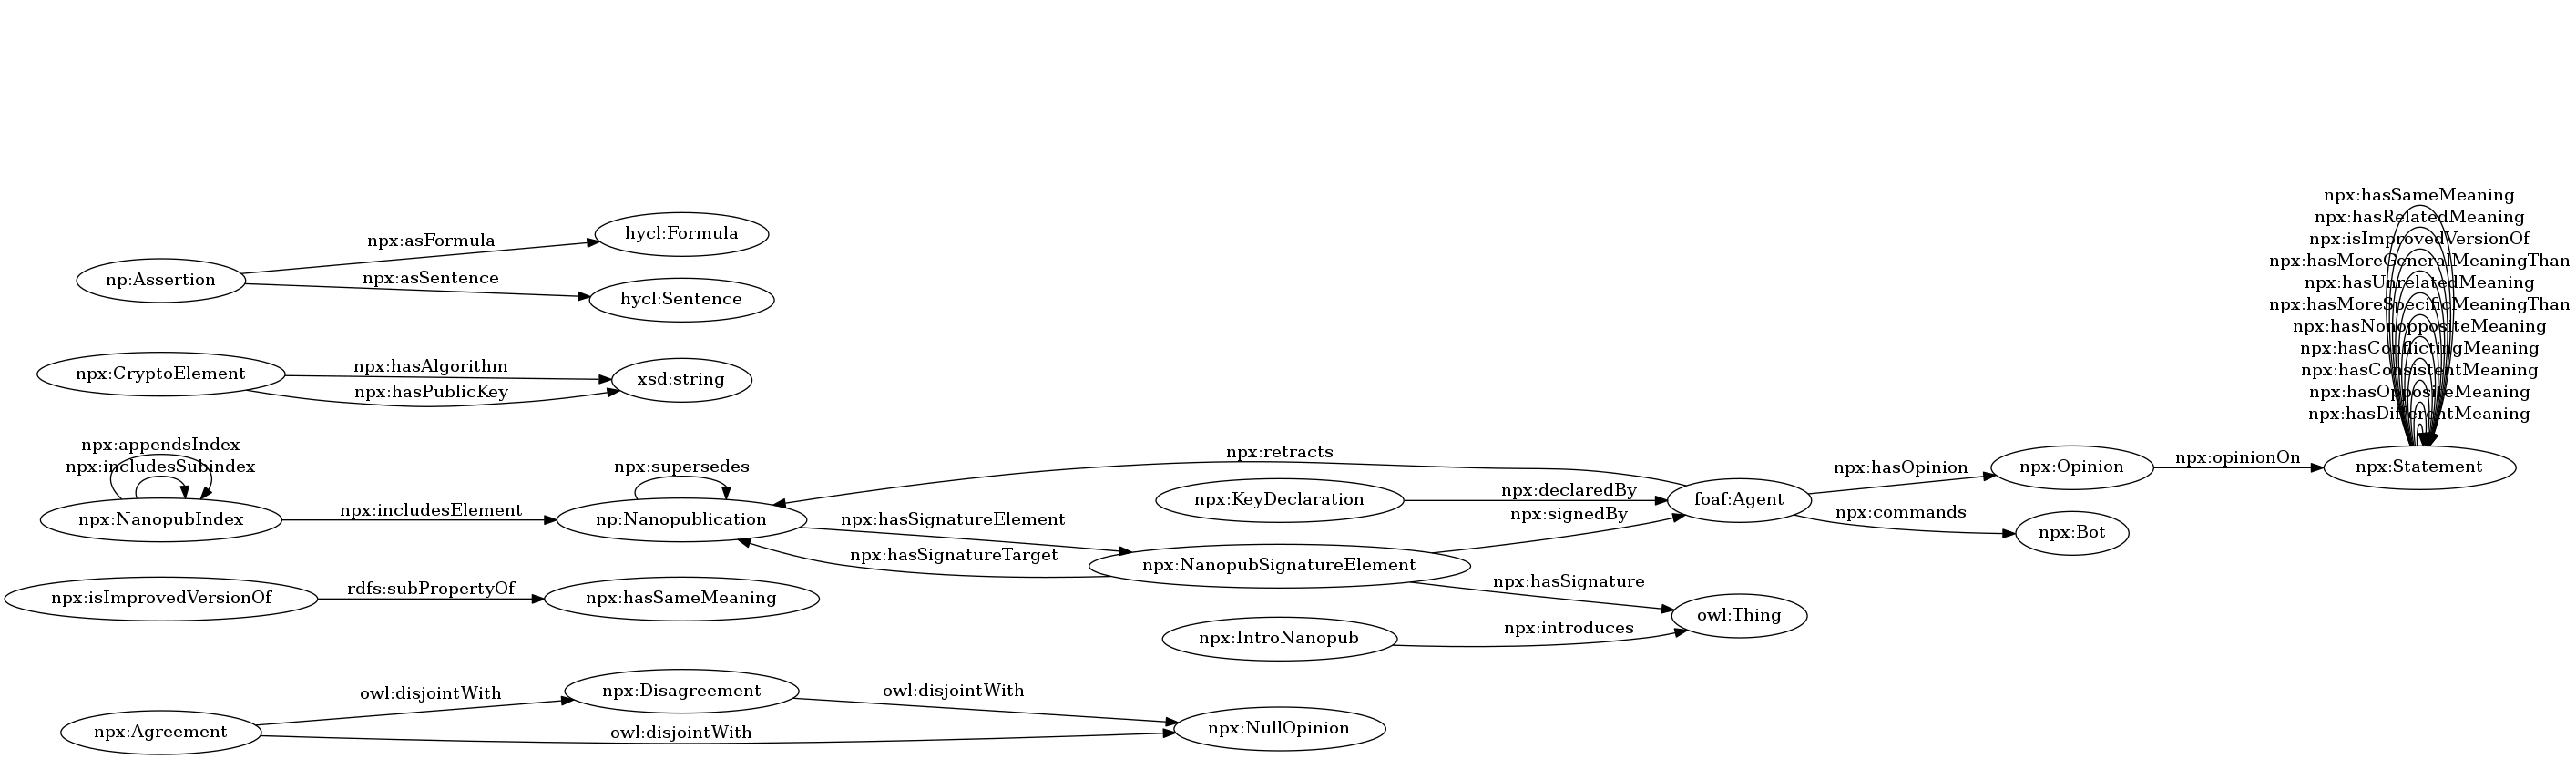 npx:hasSameMeaning
npx:hasRelatedMeaning
npx:isImprovedVersionOf
npx:hasMoreGeneralMeaningThan
npx:hasUnrelatedMeaning
npx:hasMoreSpecificMeaningThan
npx:hasNonoppositeMeaning
npx:hasConflictingMeaning
npx:hasConsistentMeaning
npx:hasOppositeMeaning
npx:hasDifferentMeaning
npx:Statement
np:Assertion
npx:asFormula
hycl:Formula
npx:asSentence
hycl:Sentence
npx:CryptoElement
npx:hasAlgorithm
npx:hasPublicKey
xsd:string
npx:appendsIndex
npx:includesSubindex
npx:NanopubIndex
npx:includesElement
npx:supersedes
np:Nanopublication
npx:hasSignatureElement
npx:hasSignatureTarget
npx:retracts
npx:KeyDeclaration
npx:declaredBy
npx:signedBy
foaf:Agent
npx:hasOpinion
npx:Opinion
npx:opinionOn
npx:commands
npx:Bot
npx:NanopubSignatureElement
npx:hasSignature
owl:Thing
npx:IntroNanopub
npx:introduces
npx:isImprovedVersionOf
rdfs:subPropertyOf
npx:hasSameMeaning
npx:Agreement
owl:disjointWith
npx:Disagreement
owl:disjointWith
owl:disjointWith
npx:NullOpinion